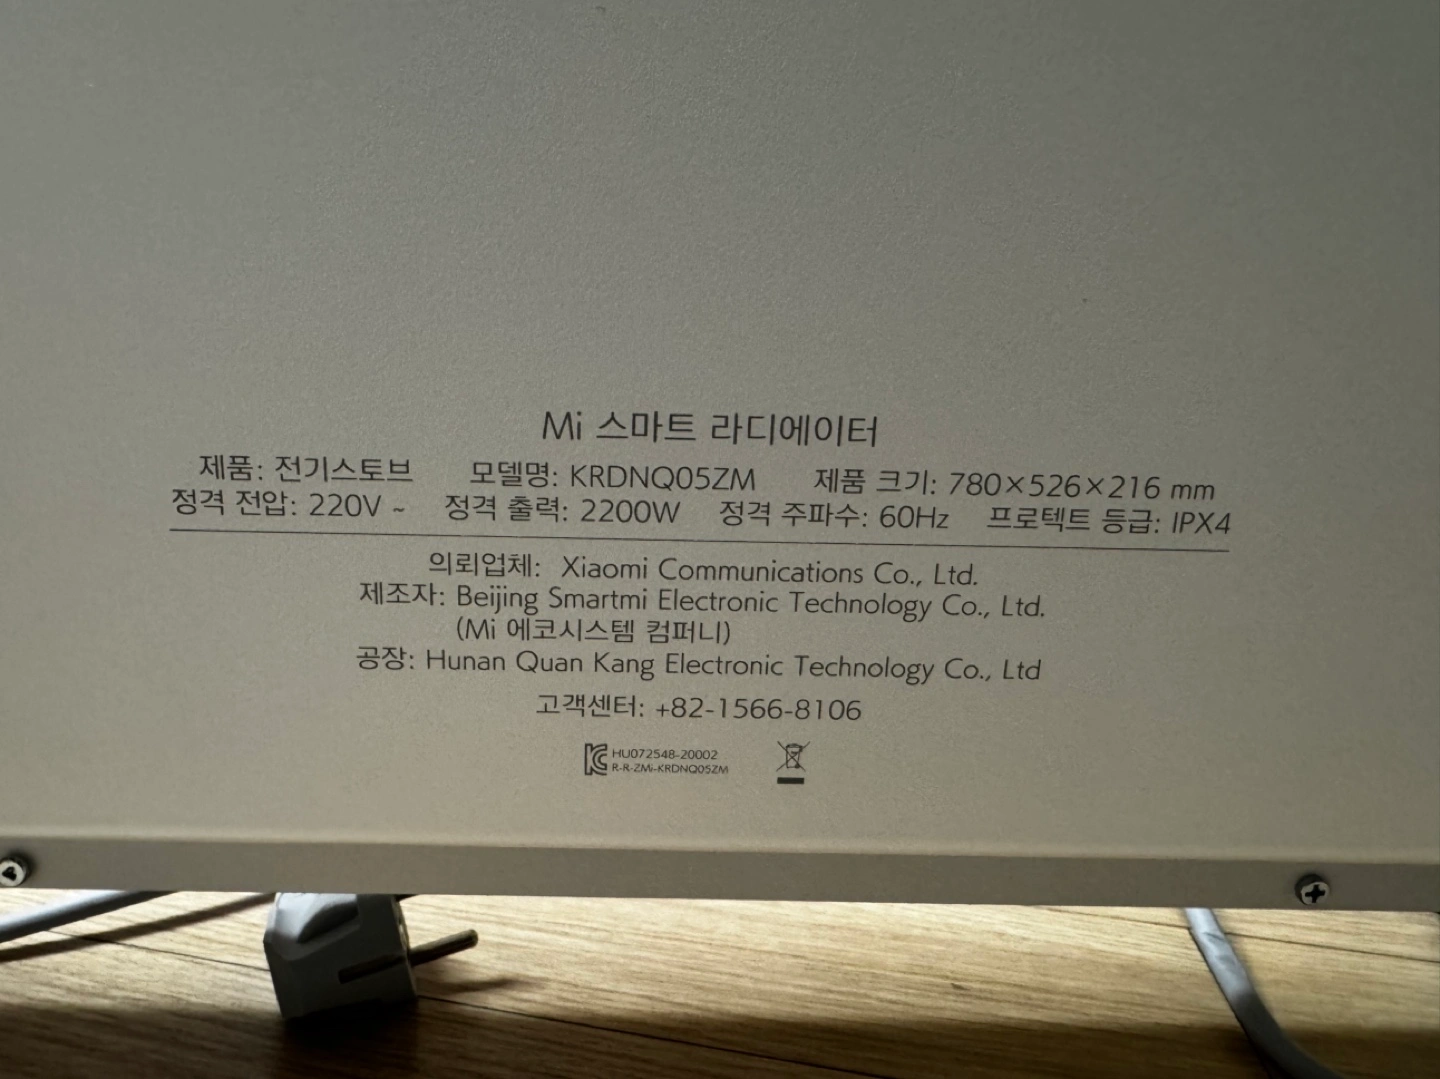 Mi 스마트 라디에이터
제품: 전기스토브 모델명: KRDNQ05ZM 제품 크기: 780×526×216 mm
정격 전압: 220V ~ 정격 출력: 2200W 정격 주파수: 60Hz 프로텍트 등급: IPX4
의뢰업체: Xiaomi Communications Co., Ltd.
제조자: Beijing Smartmi Electronic Technology Co., Ltd.
(Mi 에코시스템 컴퍼니)
공장: Hunan Quan Kang Electronic Technology Co., Ltd
고객센터: +82-1566-8106
HU072548-20002
R-R-ZMi-KRDNQ05ZM